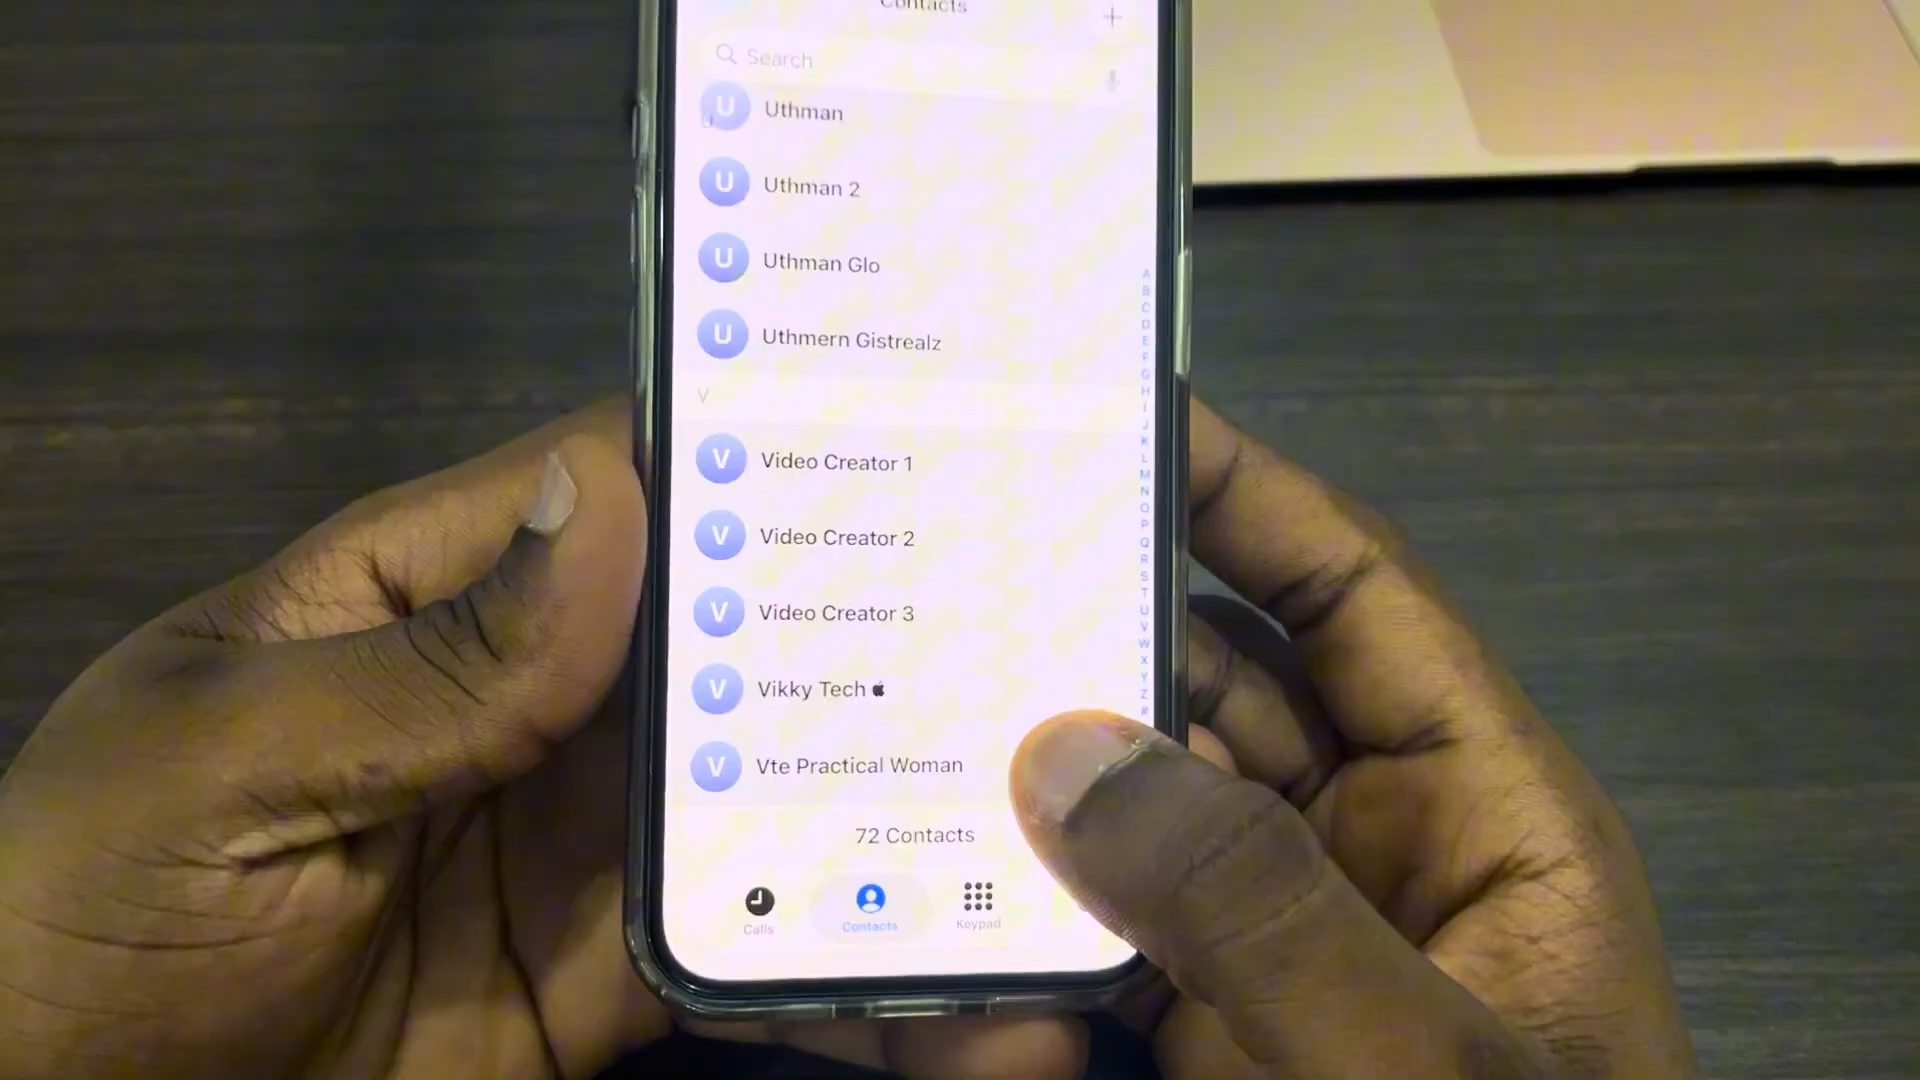 Contacts
Search
U
U Uthman
U Uthman 2
U Uthman Glo
U Uthmern Gistrealz
V
V Video Creator 1
V Video Creator 2
V Video Creator 3
V Vikky Tech
V Vte Practical Woman
72 Contacts
Calls Contacts Keypad
A
B
C
D
E
F
G
H
I
J
K
L
M
N
O
P
Q
R
S
T
U
V
W
X
Y
Z
#